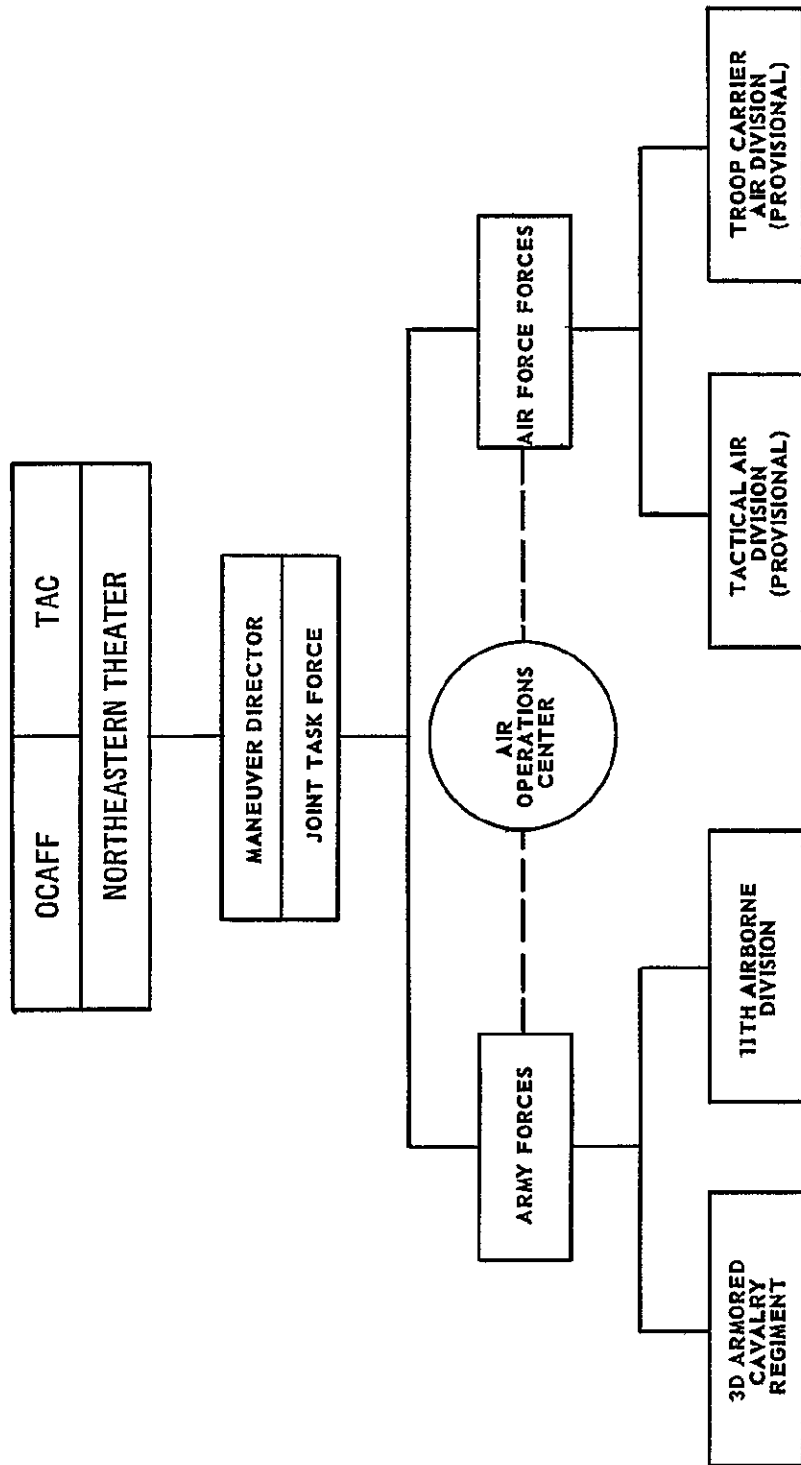 OCAFF
TAC
NORTHEASTERN THEATER
MANEUVER DIRECTOR
JOINT TASK FORCE
ARMY FORCES
AIR
OPERATIONS
CENTER
AIR FORCE FORCES
3D ARMORED
CAVALRY
REGIMENT
11TH AIRBORNE
DIVISION
TACTICAL AIR
DIVISION
(PROVISIONAL)
TROOP CARRIER
AIR DIVISION
(PROVISIONAL)